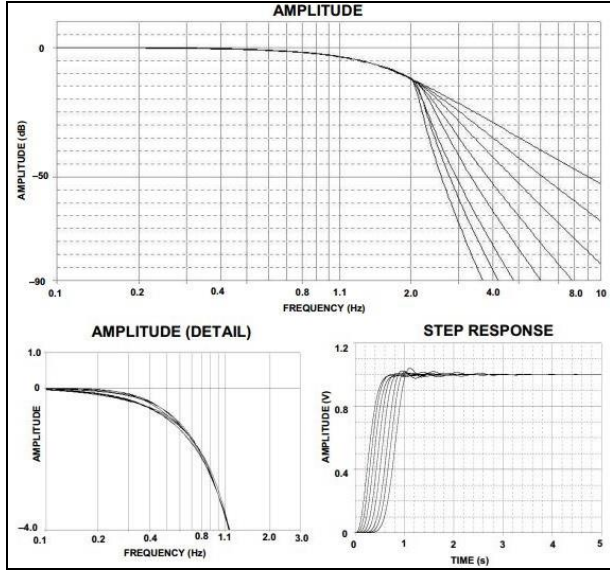 AMPLITUDE
AMPLITUDE (dB)
0
–50
–90
0.1 0.2 0.4 0.8 1.1 2.0 4.0 8.0 10
FREQUENCY (Hz)
AMPLITUDE (DETAIL)
AMPLITUDE
1.0
0
–4.0
0.1 0.2 0.4 0.8 1.1 2.0 3.0
FREQUENCY (Hz)
STEP RESPONSE
AMPLITUDE (V)
1.2
0.8
0.4
0
0 1 2 3 4 5
TIME (s)